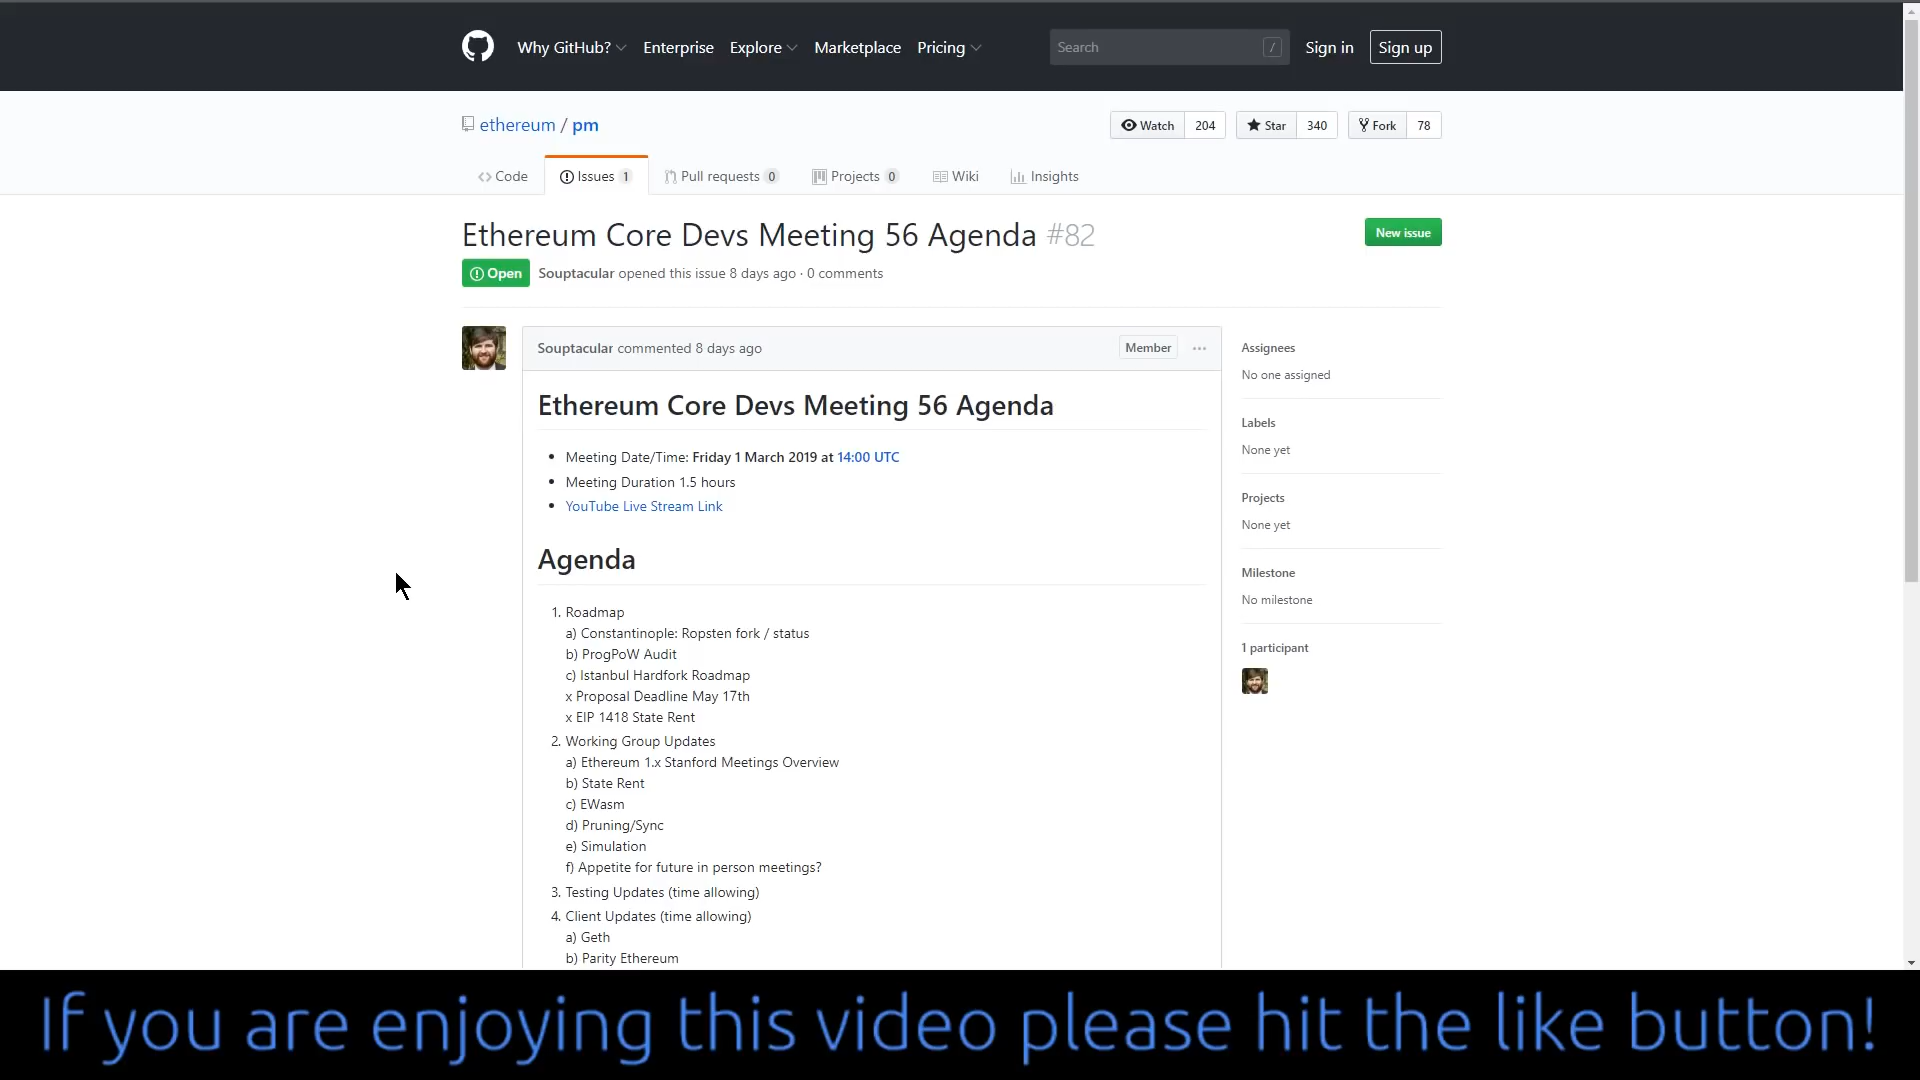 Why GitHub? Enterprise Explore Marketplace Pricing Search / Sign in Sign up
ethereum / pm Watch 204 Star 340 Fork 78
Code Issues 1 Pull requests 0 Projects 0 Wiki Insights
Ethereum Core Devs Meeting 56 Agenda #82 New issue
Open Souptacular opened this issue 8 days ago · 0 comments
Souptacular commented 8 days ago Member ...
Ethereum Core Devs Meeting 56 Agenda
• Meeting Date/Time: Friday 1 March 2019 at 14:00 UTC
• Meeting Duration 1.5 hours
• YouTube Live Stream Link
Agenda
1. Roadmap
a) Constantinople: Ropsten fork / status
b) ProgPoW Audit
c) Istanbul Hardfork Roadmap
x Proposal Deadline May 17th
x EIP 1418 State Rent
2. Working Group Updates
a) Ethereum 1.x Stanford Meetings Overview
b) State Rent
c) EWasm
d) Pruning/Sync
e) Simulation
f) Appetite for future in person meetings?
3. Testing Updates (time allowing)
4. Client Updates (time allowing)
a) Geth
b) Parity Ethereum
Assignees
No one assigned
Labels
None yet
Projects
None yet
Milestone
No milestone
1 participant
If you are enjoying this video please hit the like button!